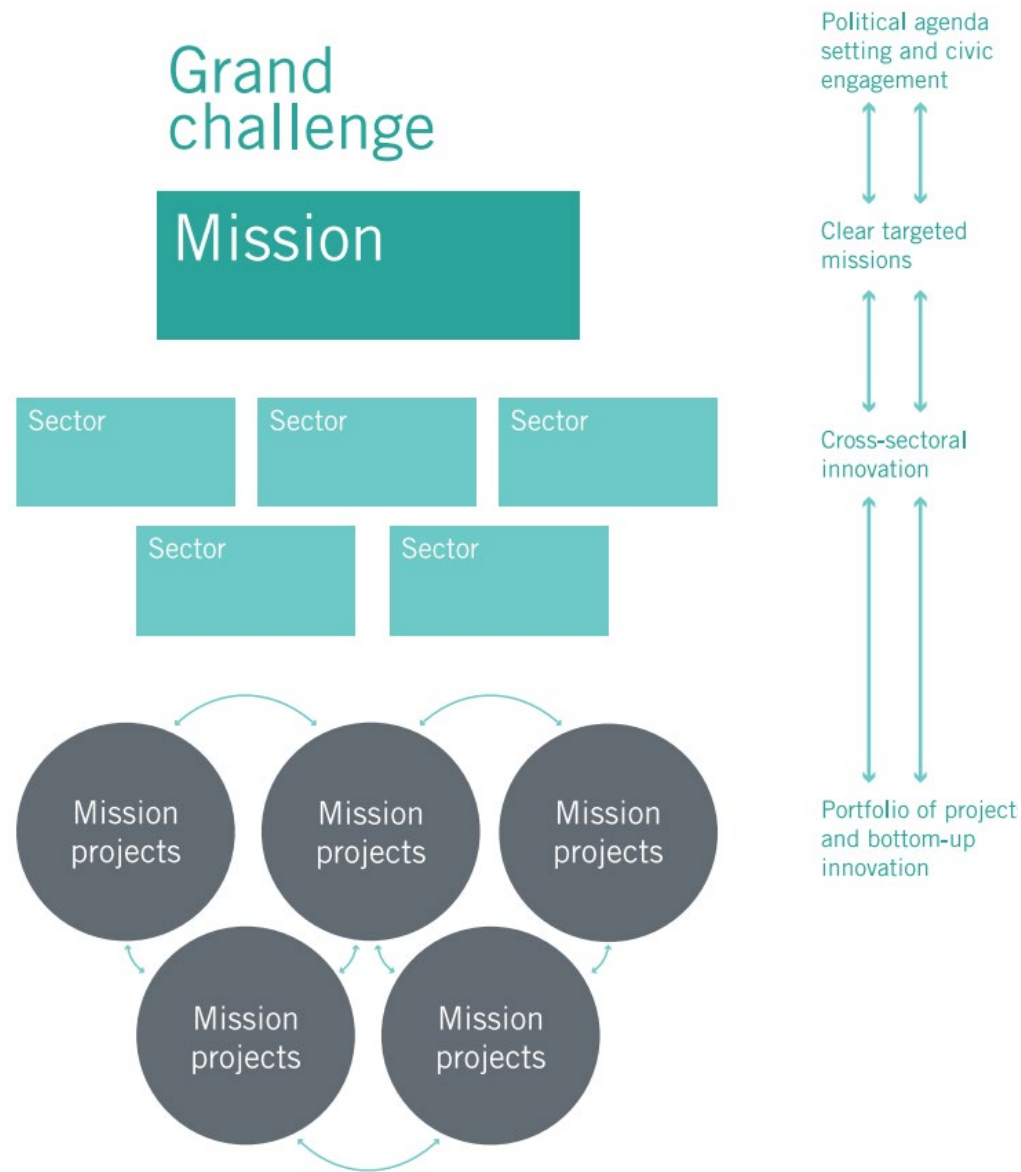 Grand
challenge
Mission
Sector
Sector
Sector
Sector
Sector
Mission
projects
Mission
projects
Mission
projects
Mission
projects
Mission
projects
Political agenda
setting and civic
engagement
Clear targeted
missions
Cross-sectoral
innovation
Portfolio of project
and bottom-up
innovation